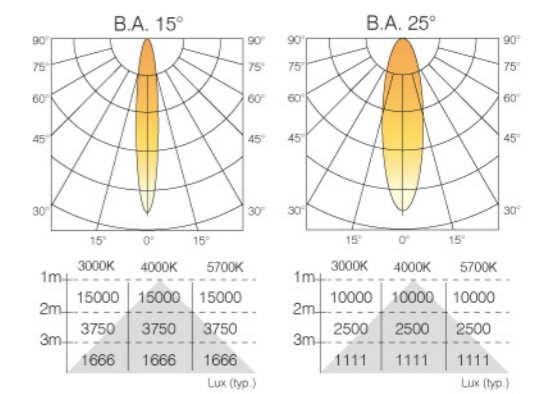 B.A. 15° B.A. 25°
90° 90° 90° 90°
75° 75° 75° 75°
60° 60° 60° 60°
45° 45° 45° 45°
30° 30° 30° 30°
15° 0° 15° 15° 0° 15°
3000K 4000K 5700K 3000K 4000K 5700K
1m 1m
15000 15000 15000 10000 10000 10000
2m 2m
3750 3750 3750 2500 2500 2500
3m 3m
1666 1666 1666 1111 1111 1111
Lux (typ.) Lux (typ.)